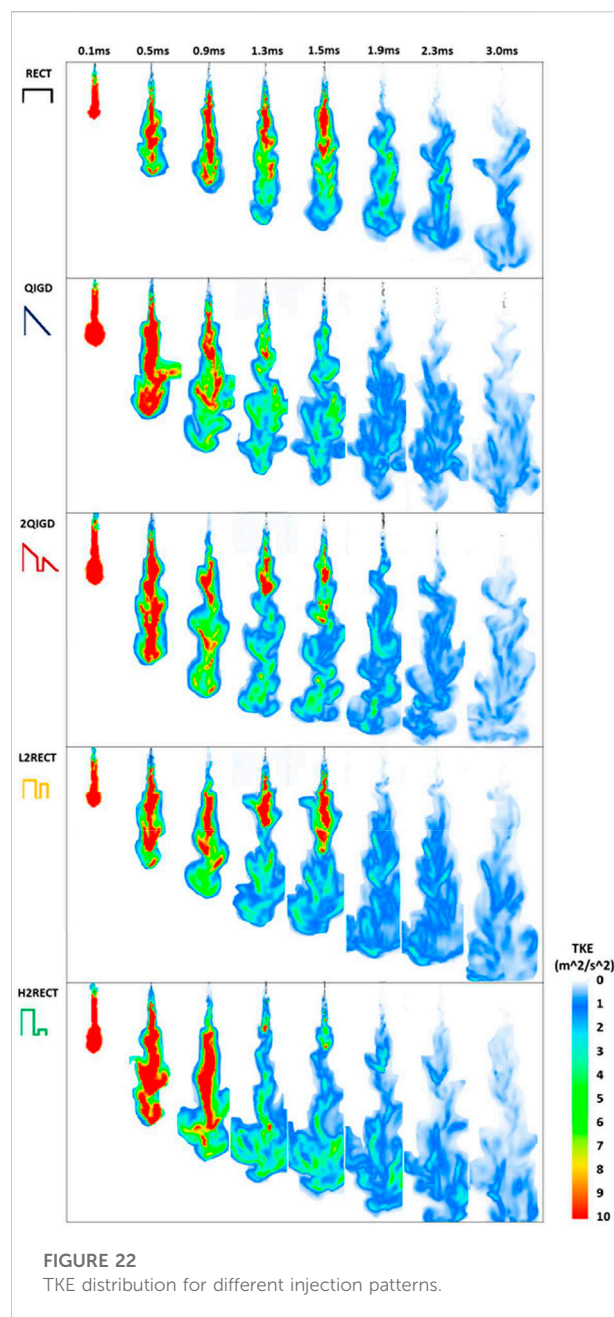 0.1ms 0.5ms 0.9ms 1.3ms 1.5ms 1.9ms 2.3ms 3.0ms
RECT
QIGD
2QIGD
L2RECT
H2RECT
TKE
(m^2/s^2)
0
1
2
3
4
5
6
7
8
9
10
FIGURE 22
TKE distribution for different injection patterns.